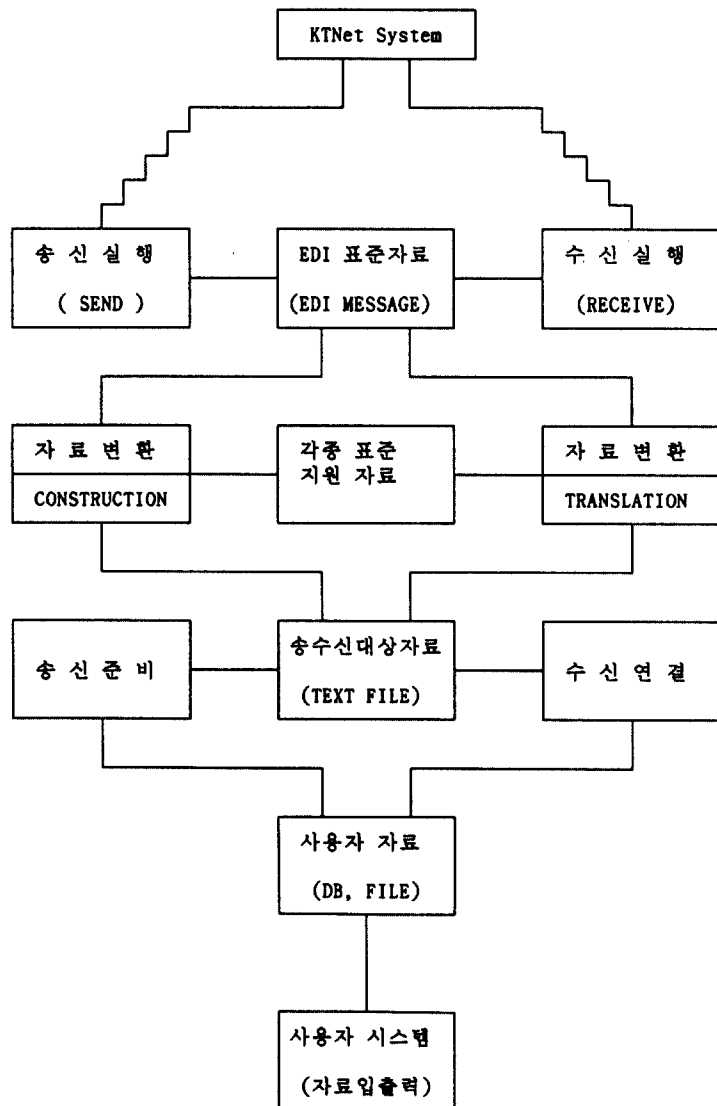 KTNet System
송 신 실 행
( SEND )
EDI 표준자료
(EDI MESSAGE)
수 신 실 행
(RECEIVE)
자 료 변 환
CONSTRUCTION
각종 표준
지원 자료
자 료 변 환
TRANSLATION
송 신 준 비
송수신대상자료
(TEXT FILE)
수 신 연 결
사용자 자료
(DB, FILE)
사용자 시스템
(자료입출력)